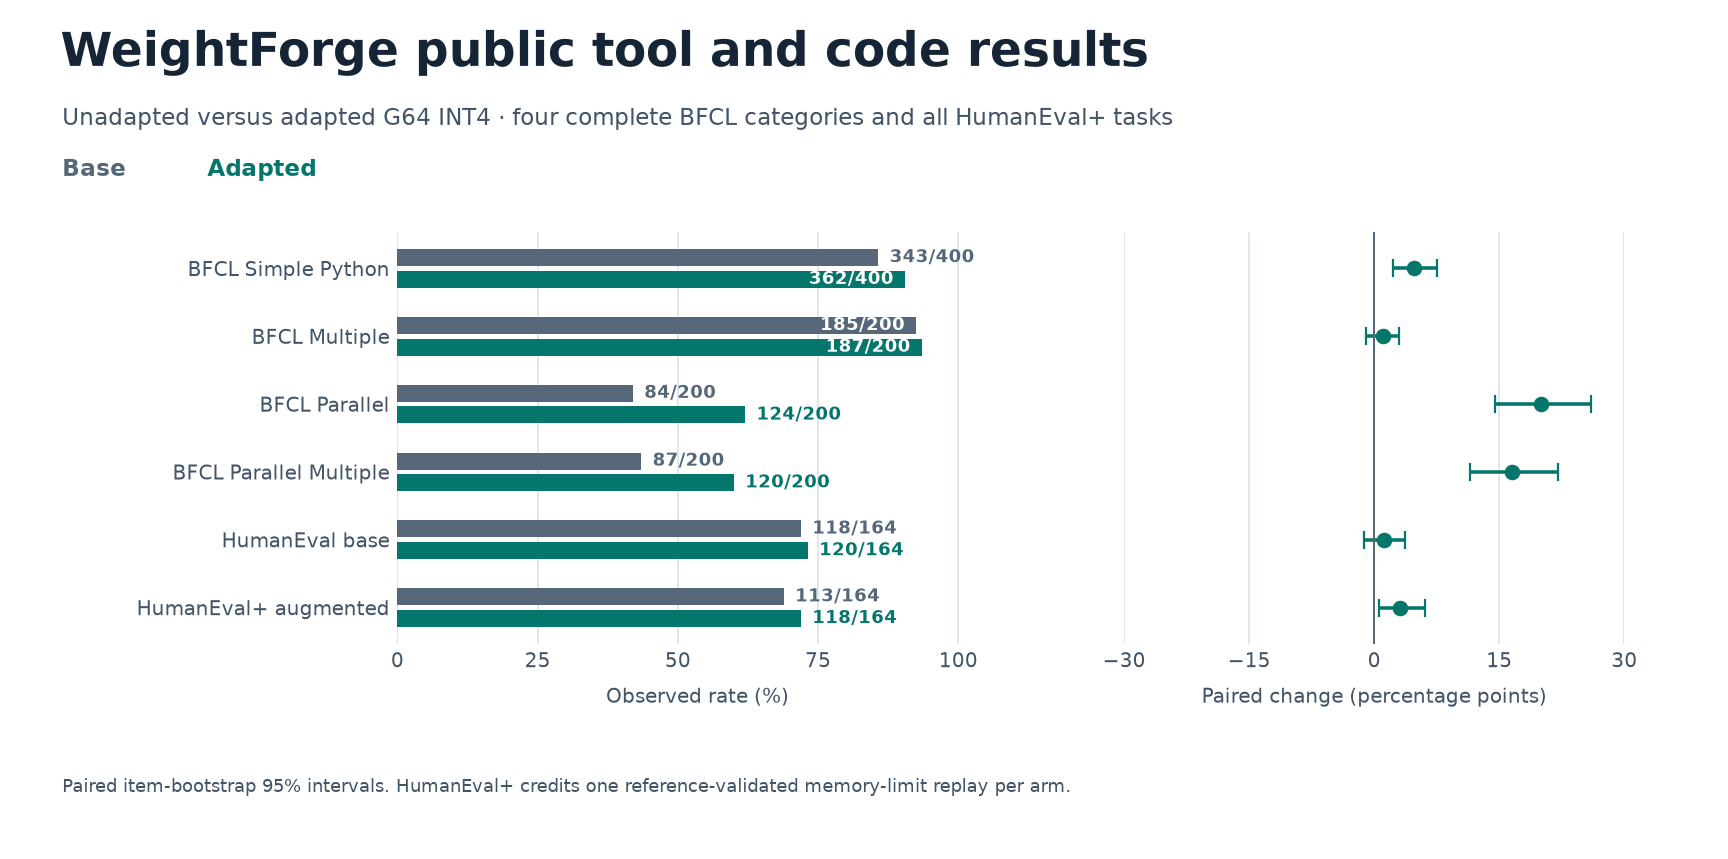 WeightForge public tool and code results
Unadapted versus adapted G64 INT4 · four complete BFCL categories and all HumanEval+ tasks
Base Adapted
BFCL Simple Python 343/400
362/400
BFCL Multiple 185/200
187/200
BFCL Parallel 84/200
124/200
BFCL Parallel Multiple 87/200
120/200
HumanEval base 118/164
120/164
HumanEval+ augmented 113/164
118/164
0 25 50 75 100 −30 −15 0 15 30
Observed rate (%) Paired change (percentage points)
Paired item-bootstrap 95% intervals. HumanEval+ credits one reference-validated memory-limit replay per arm.